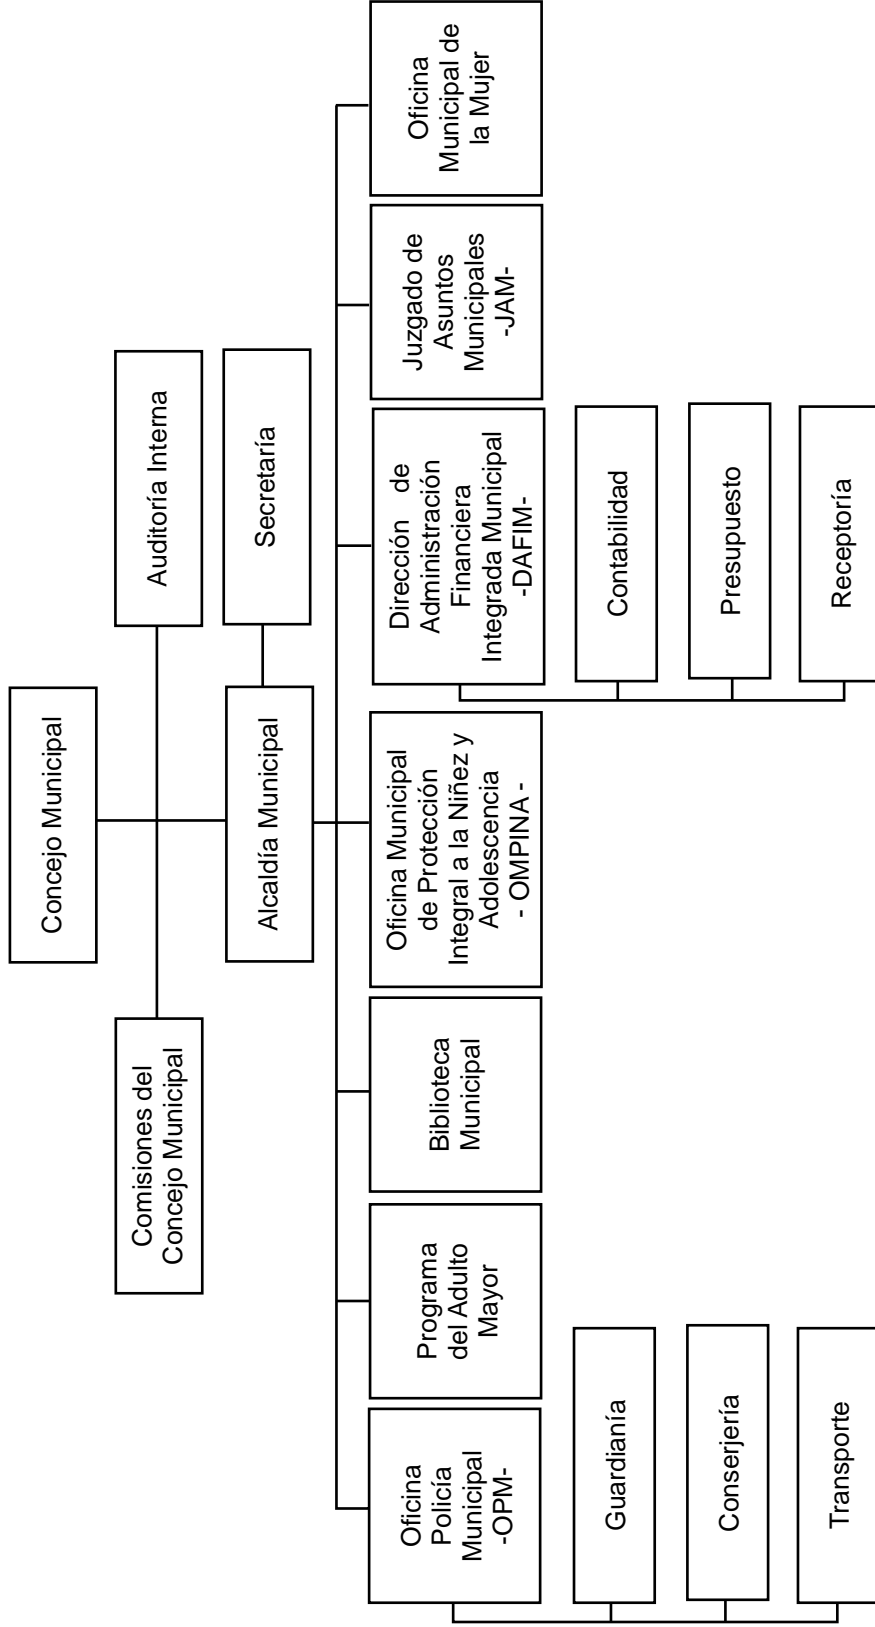 Concejo Municipal
Comisiones del
Concejo Municipal
Auditoría Interna
Alcaldía Municipal
Secretaría
Oficina
Policía
Municipal
-OPM-
Programa
del Adulto
Mayor
Biblioteca
Municipal
Oficina Municipal
de Protección
Integral a la Niñez y
Adolescencia
- OMPINA -
Dirección de
Administración
Financiera
Integrada Municipal
-DAFIM-
Juzgado de
Asuntos
Municipales
-JAM-
Oficina
Municipal de
la Mujer
Guardianía
Conserjería
Transporte
Contabilidad
Presupuesto
Receptoría